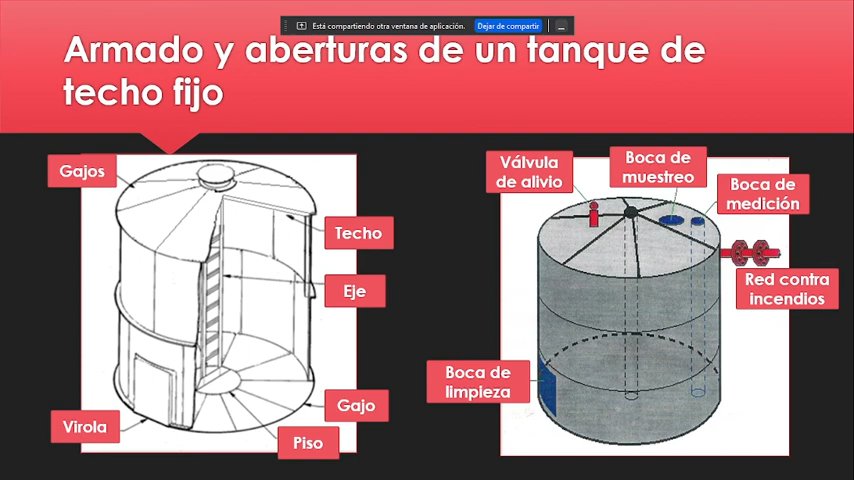 Está compartiendo otra ventana de aplicación.
Dejar de compartir
Armado y aberturas de un tanque de
techo fijo
Gajos
Techo
Eje
Gajo
Virola
Piso
Válvula
de alivio
Boca de
muestreo
Boca de
medición
Red contra
incendios
Boca de
limpieza